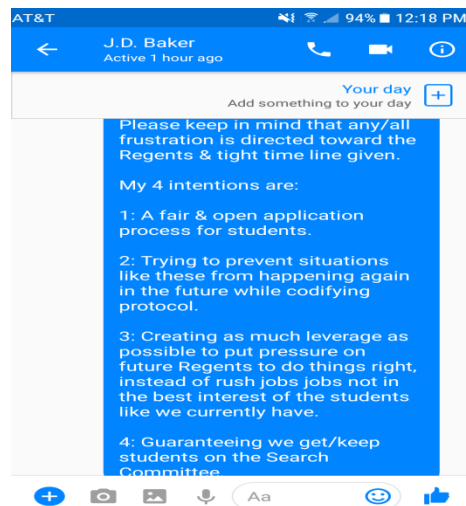 AT&T 94% 12:18 PM
J.D. Baker
Active 1 hour ago
Your day
Add something to your day
Please keep in mind that any/all
frustration is directed toward the
Regents & tight time line given.
My 4 intentions are:
1: A fair & open application
process for students.
2: Trying to prevent situations
like these from happening again
in the future while codifying
protocol.
3: Creating as much leverage as
possible to put pressure on
future Regents to do things right,
instead of rush jobs jobs not in
the best interest of the students
like we currently have.
4: Guaranteeing we get/keep
students on the Search
Committee
Aa